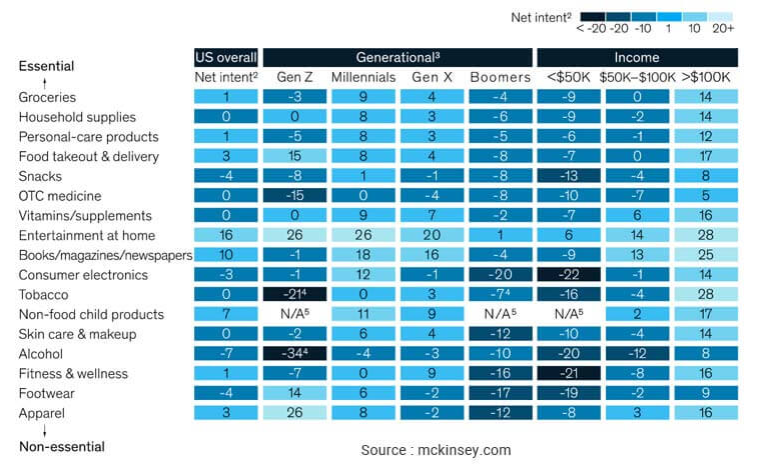 Net intent² < -20 -20 -10 1 10 20+
US overall Generational³ Income
Essential
Net intent² Gen Z Millennials Gen X Boomers <$50K $50K–$100K >$100K
Groceries 1 -3 9 4 -4 -9 0 14
Household supplies 0 0 8 3 -6 -9 -2 14
Personal-care products 1 -5 8 3 -5 -6 -1 12
Food takeout & delivery 3 15 8 4 -8 -7 0 17
Snacks -4 -8 1 -1 -8 -13 -4 8
OTC medicine 0 -15 0 -4 -8 -10 -7 5
Vitamins/supplements 0 0 9 7 -2 -7 6 16
Entertainment at home 16 26 26 20 1 6 14 28
Books/magazines/newspapers 10 -1 18 16 -4 -9 13 25
Consumer electronics -3 -1 12 -1 -20 -22 -1 14
Tobacco 0 -21⁴ 0 3 -7⁴ -16 -4 28
Non-food child products 7 N/A⁵ 11 9 N/A⁵ N/A⁵ 2 17
Skin care & makeup 0 -2 6 4 -12 -10 -4 14
Alcohol -7 -34⁴ -4 -3 -10 -20 -12 8
Fitness & wellness 1 -7 0 9 -16 -21 -8 16
Footwear -4 14 6 -2 -17 -19 -2 9
Apparel 3 26 8 -2 -12 -8 3 16
Non-essential
Source : mckinsey.com